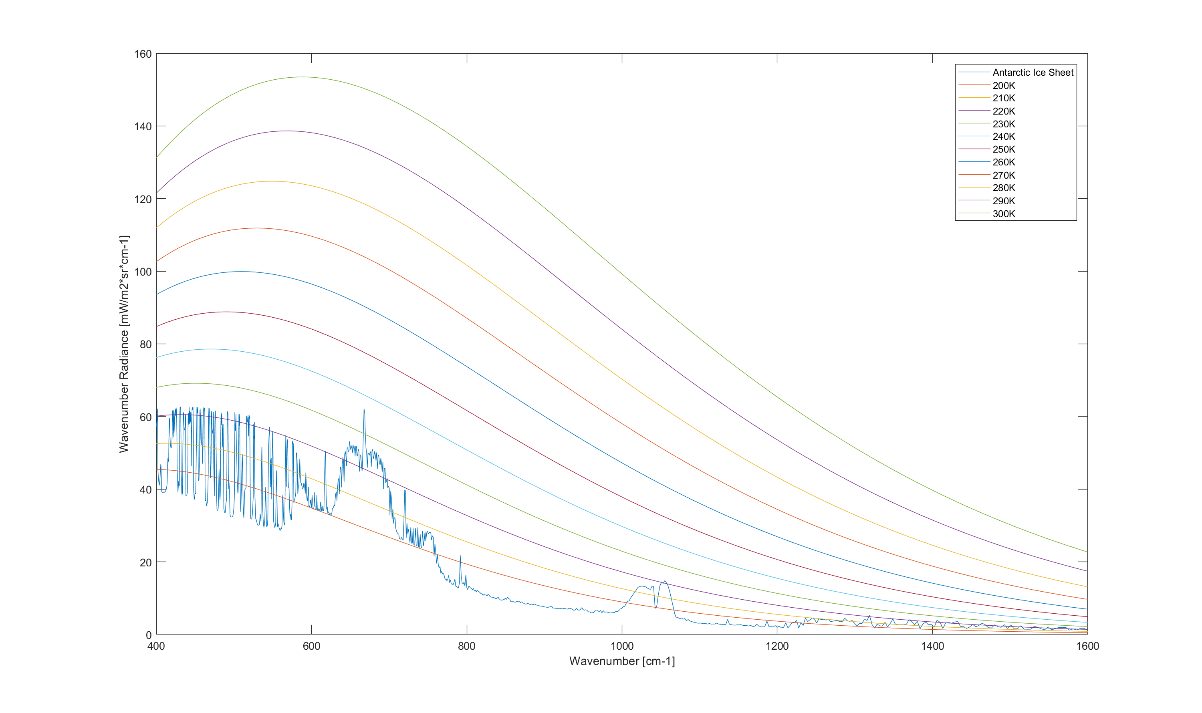 160
140
120
100
80
60
40
20
0
Wavenumber Radiance [mW/m2*sr*cm-1]
Antarctic Ice Sheet
200K
210K
220K
230K
240K
250K
260K
270K
280K
290K
300K
400 600 800 1000 1200 1400 1600
Wavenumber [cm-1]